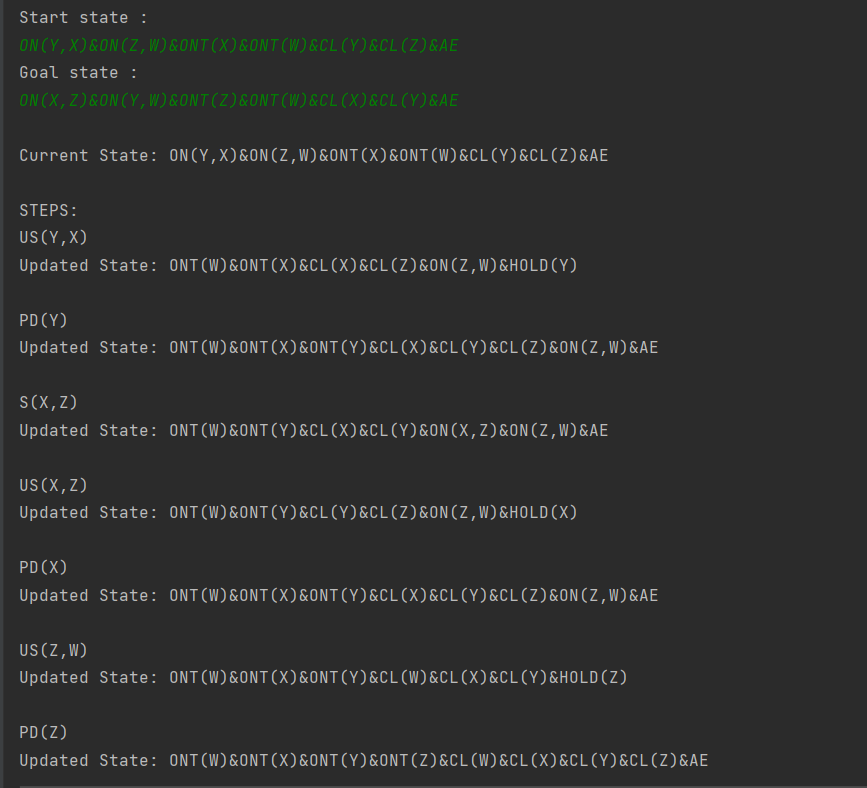 Start state :
ON(Y,X)&ON(Z,W)&ONT(X)&ONT(W)&CL(Y)&CL(Z)&AE
Goal state :
ON(X,Z)&ON(Y,W)&ONT(Z)&ONT(W)&CL(X)&CL(Y)&AE
Current State: ON(Y,X)&ON(Z,W)&ONT(X)&ONT(W)&CL(Y)&CL(Z)&AE
STEPS:
US(Y,X)
Updated State: ONT(W)&ONT(X)&CL(X)&CL(Z)&ON(Z,W)&HOLD(Y)
PD(Y)
Updated State: ONT(W)&ONT(X)&ONT(Y)&CL(X)&CL(Y)&CL(Z)&ON(Z,W)&AE
S(X,Z)
Updated State: ONT(W)&ONT(Y)&CL(X)&CL(Y)&ON(X,Z)&ON(Z,W)&AE
US(X,Z)
Updated State: ONT(W)&ONT(Y)&CL(Y)&CL(Z)&ON(Z,W)&HOLD(X)
PD(X)
Updated State: ONT(W)&ONT(X)&ONT(Y)&CL(X)&CL(Y)&CL(Z)&ON(Z,W)&AE
US(Z,W)
Updated State: ONT(W)&ONT(X)&ONT(Y)&CL(W)&CL(X)&CL(Y)&HOLD(Z)
PD(Z)
Updated State: ONT(W)&ONT(X)&ONT(Y)&ONT(Z)&CL(W)&CL(X)&CL(Y)&CL(Z)&AE